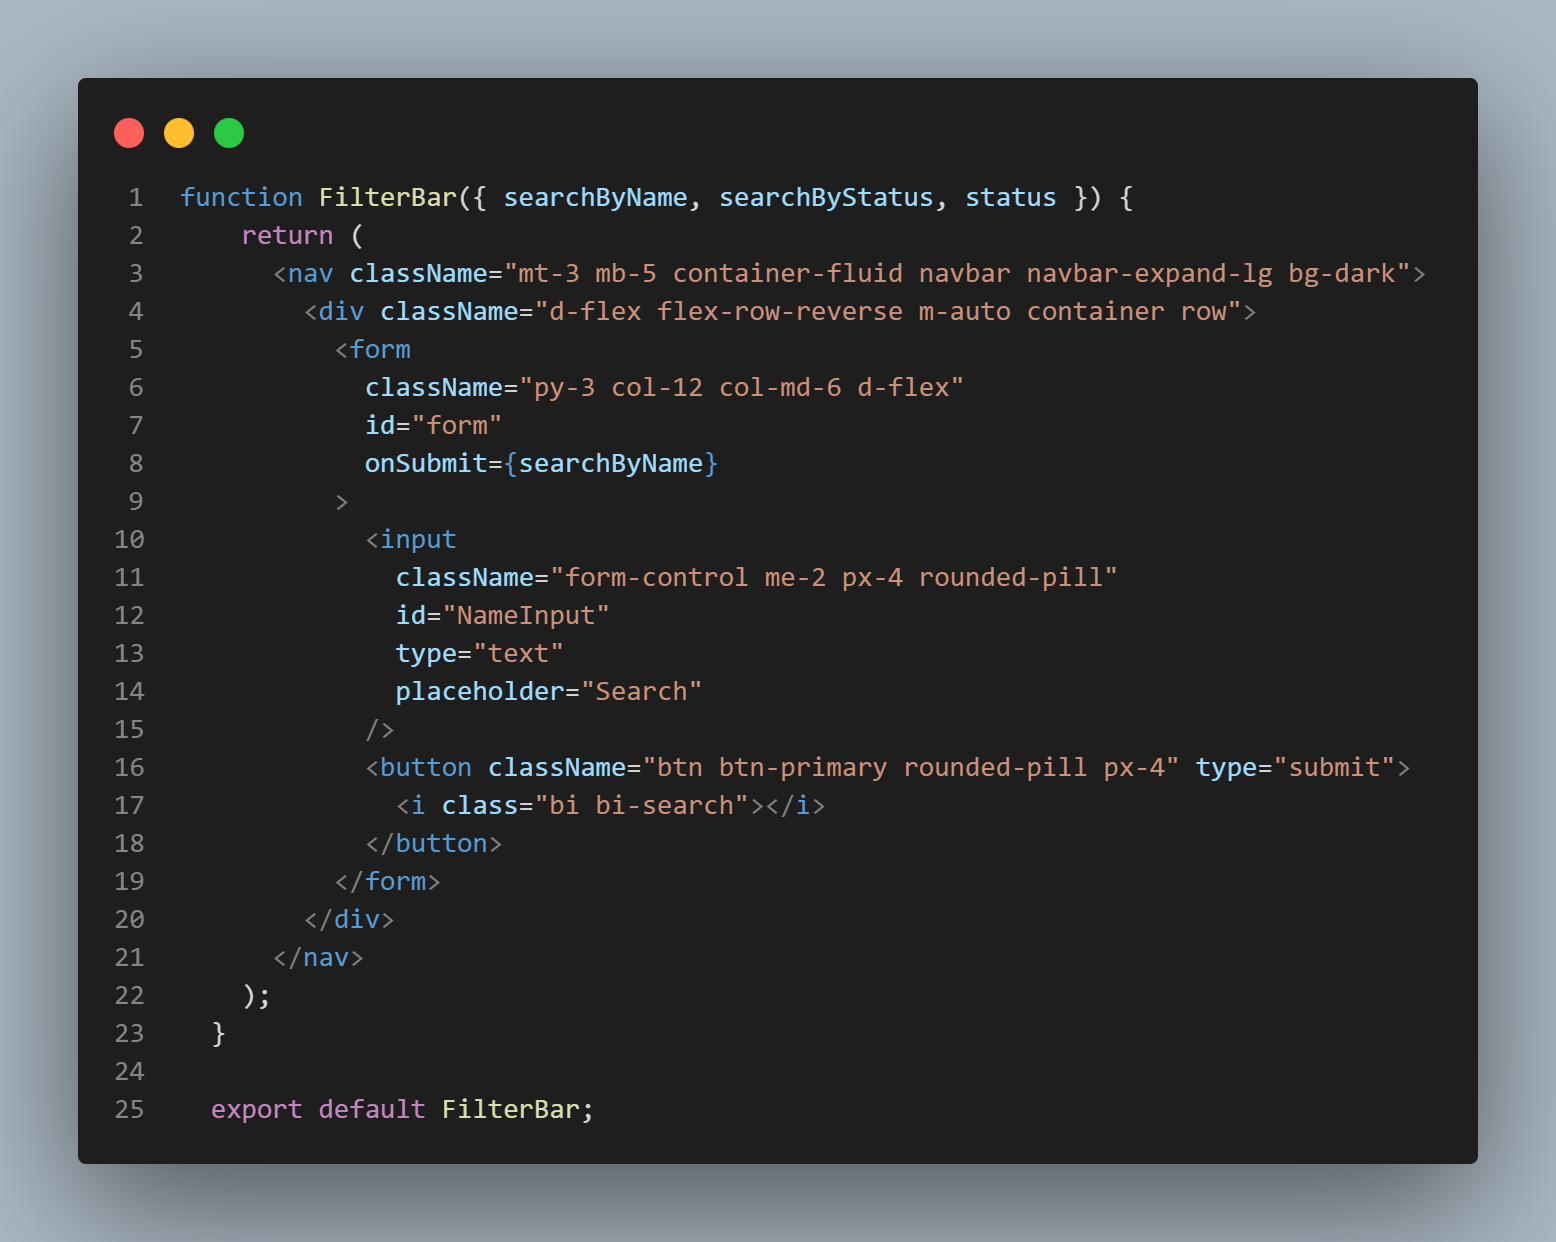 1 function FilterBar({ searchByName, searchByStatus, status }) {
2     return (
3       <nav className="mt-3 mb-5 container-fluid navbar navbar-expand-lg bg-dark">
4         <div className="d-flex flex-row-reverse m-auto container row">
5           <form
6             className="py-3 col-12 col-md-6 d-flex"
7             id="form"
8             onSubmit={searchByName}
9           >
10             <input
11               className="form-control me-2 px-4 rounded-pill"
12               id="NameInput"
13               type="text"
14               placeholder="Search"
15             />
16             <button className="btn btn-primary rounded-pill px-4" type="submit">
17               <i class="bi bi-search"></i>
18             </button>
19           </form>
20         </div>
21       </nav>
22     );
23   }
24
25   export default FilterBar;